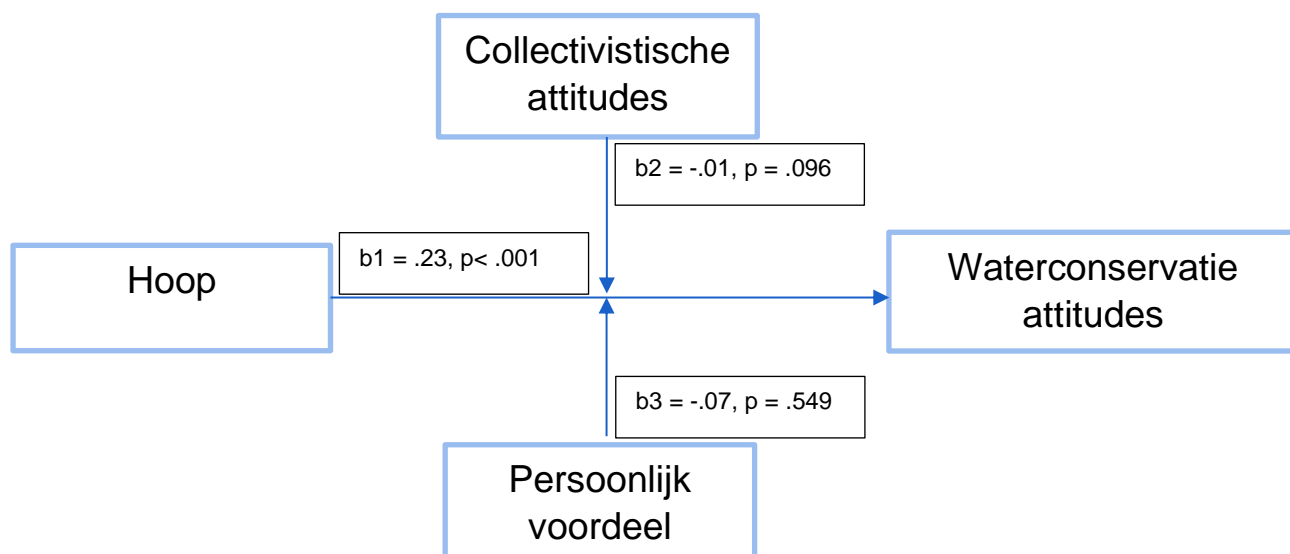 Collectivistische
attitudes
b2 = -.01, p = .096
b1 = .23, p< .001
Hoop
Waterconservatie
attitudes
b3 = -.07, p = .549
Persoonlijk
voordeel